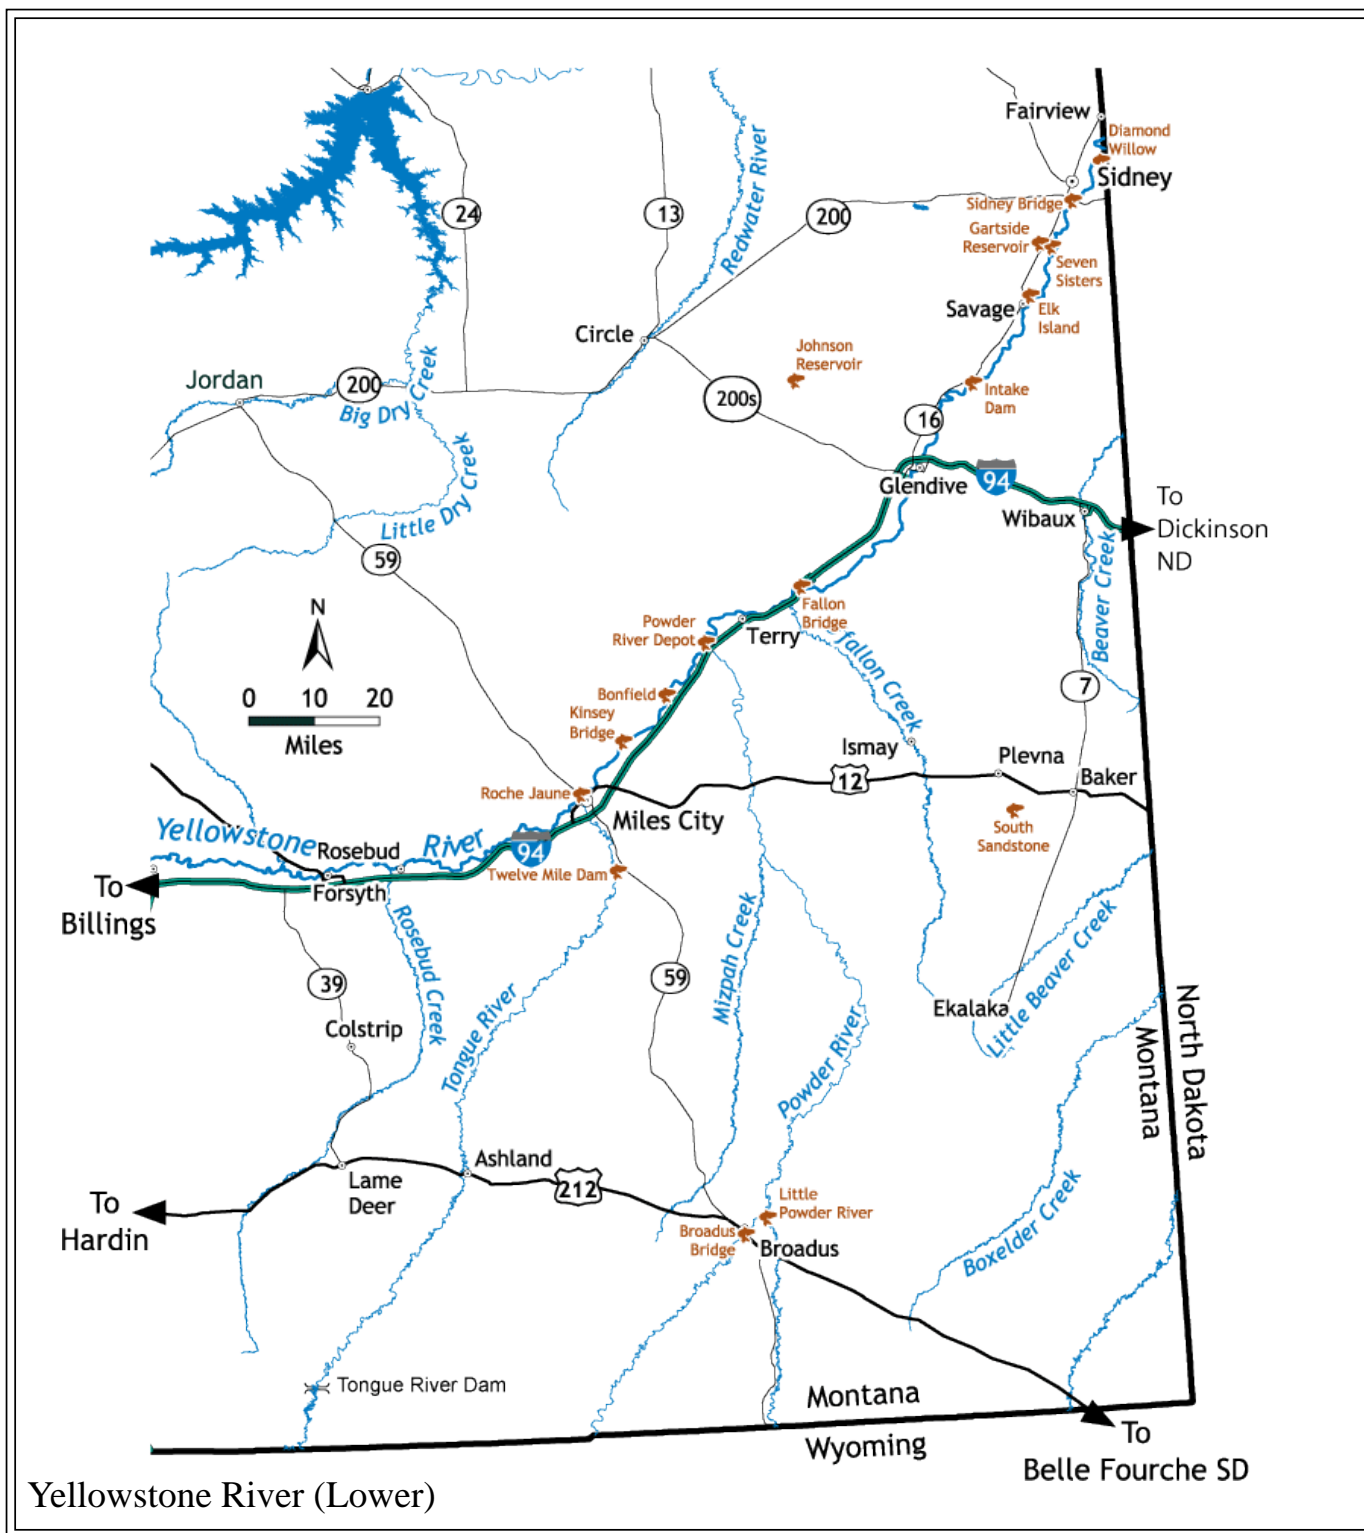 Fairview
Diamond
Willow
Sidney
Sidney Bridge
Gartside
Reservoir
Seven
Sisters
24
13
Redwater River
200
Savage
Elk
Island
Circle
Johnson
Reservoir
Jordan
200
Big Dry Creek
200s
Intake
Dam
16
Little Dry Creek
Glendive
94
Wibaux
To
Dickinson
ND
59
Beaver Creek
N
Fallon
Bridge
Powder
River Depot
Terry
fallon Creek
0 10 20
Miles
7
Bonfield
Kinsey
Bridge
Ismay
Plevna
12
Baker
Roche Jaune
Miles City
South
Sandstone
Yellowstone River
Rosebud
94
Twelve Mile Dam
To
Billings
Forsyth
Rosebud Creek
39
Colstrip
Tongue River
59
Mizpah Creek
Powder River
Ekalaka
Little Beaver Creek
North Dakota
Montana
Ashland
Lame
Deer
212
To
Hardin
Little
Powder River
Broadus
Bridge
Broadus
Boxelder Creek
Tongue River Dam
Montana
Wyoming
To
Belle Fourche SD
Yellowstone River (Lower)